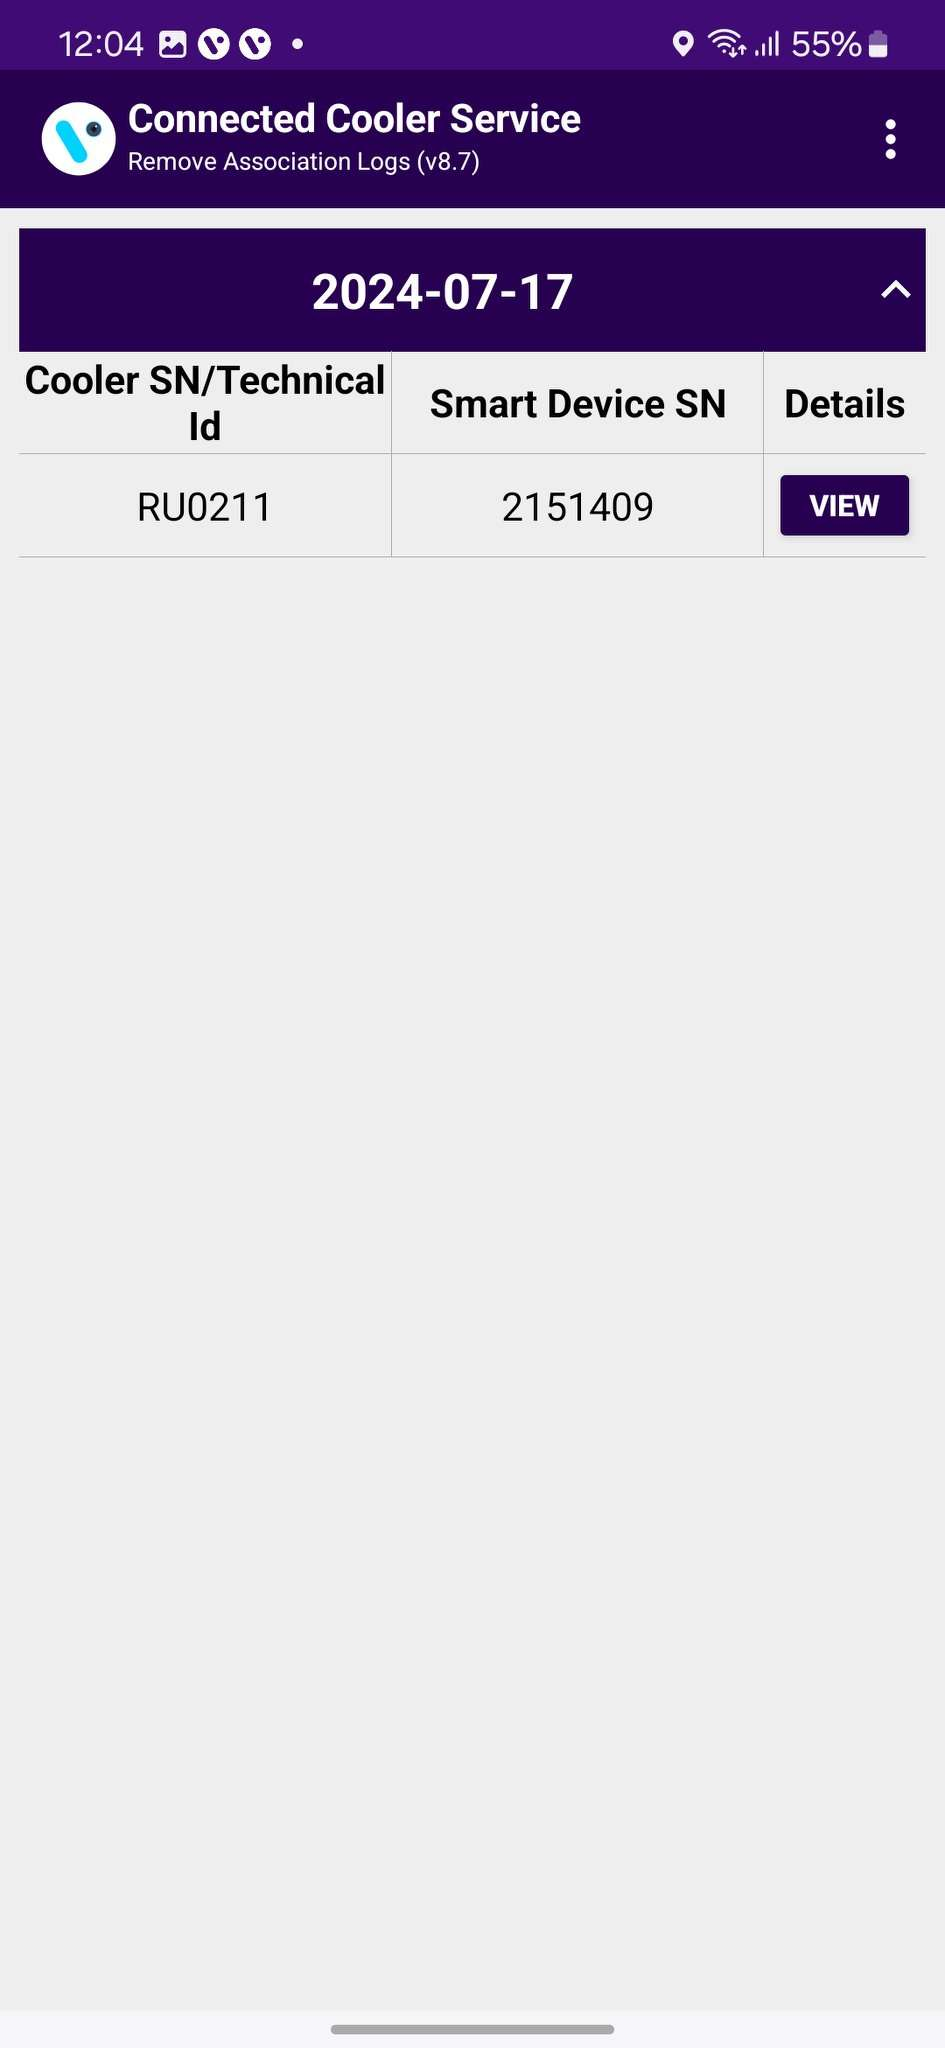 12:04
55%
Connected Cooler Service
Remove Association Logs (v8.7)
2024-07-17
Cooler SN/Technical
Id
Smart Device SN
Details
RU0211
2151409
VIEW